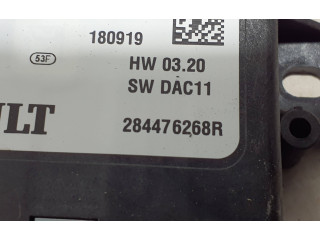 180919
53F
HW 03.20
SW DAC11
ULT
284476268R